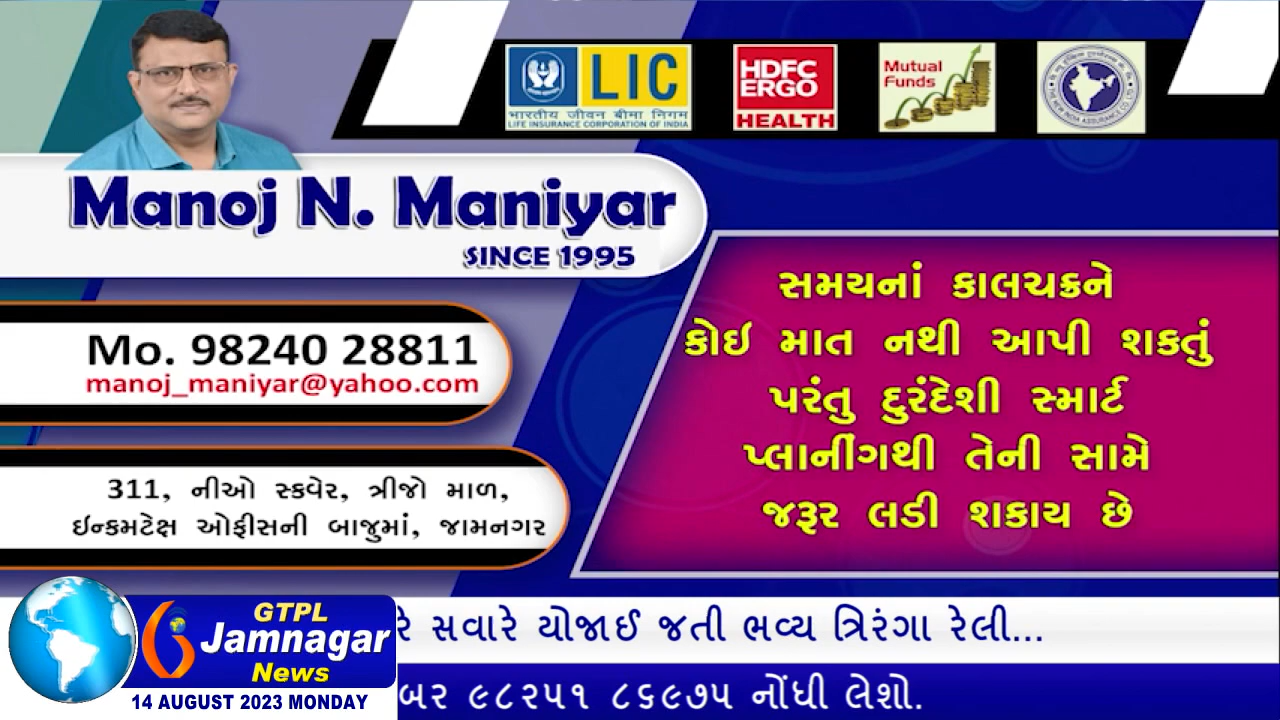 LIC
भारतीय जीवन बीमा निगम
LIFE INSURANCE CORPORATION OF INDIA
HDFC
ERGO
HEALTH
Mutual
Funds
Manoj N. Maniyar
SINCE 1995
Mo. 98240 28811
manoj_maniyar@yahoo.com
311, નીઓ સ્કવેર, ત્રીજો માળ,
ઇન્કમટેક્ષ ઓફીસની બાજુમાં, જામનગર
સમયનાં કાલચક્રને
કોઇ માત નથી આપી શકતું
પરંતુ દુરંદેશી સ્માર્ટ
પ્લાનીંગથી તેની સામે
જરૂર લડી શકાય છે
સવારે યોજાઈ જતી ભવ્ય ત્રિરંગા રેલી...
૯૮૨૫૧ ૮૬૯૭૫ નોંધી લેશો.
GTPL
Jamnagar
News
14 AUGUST 2023 MONDAY